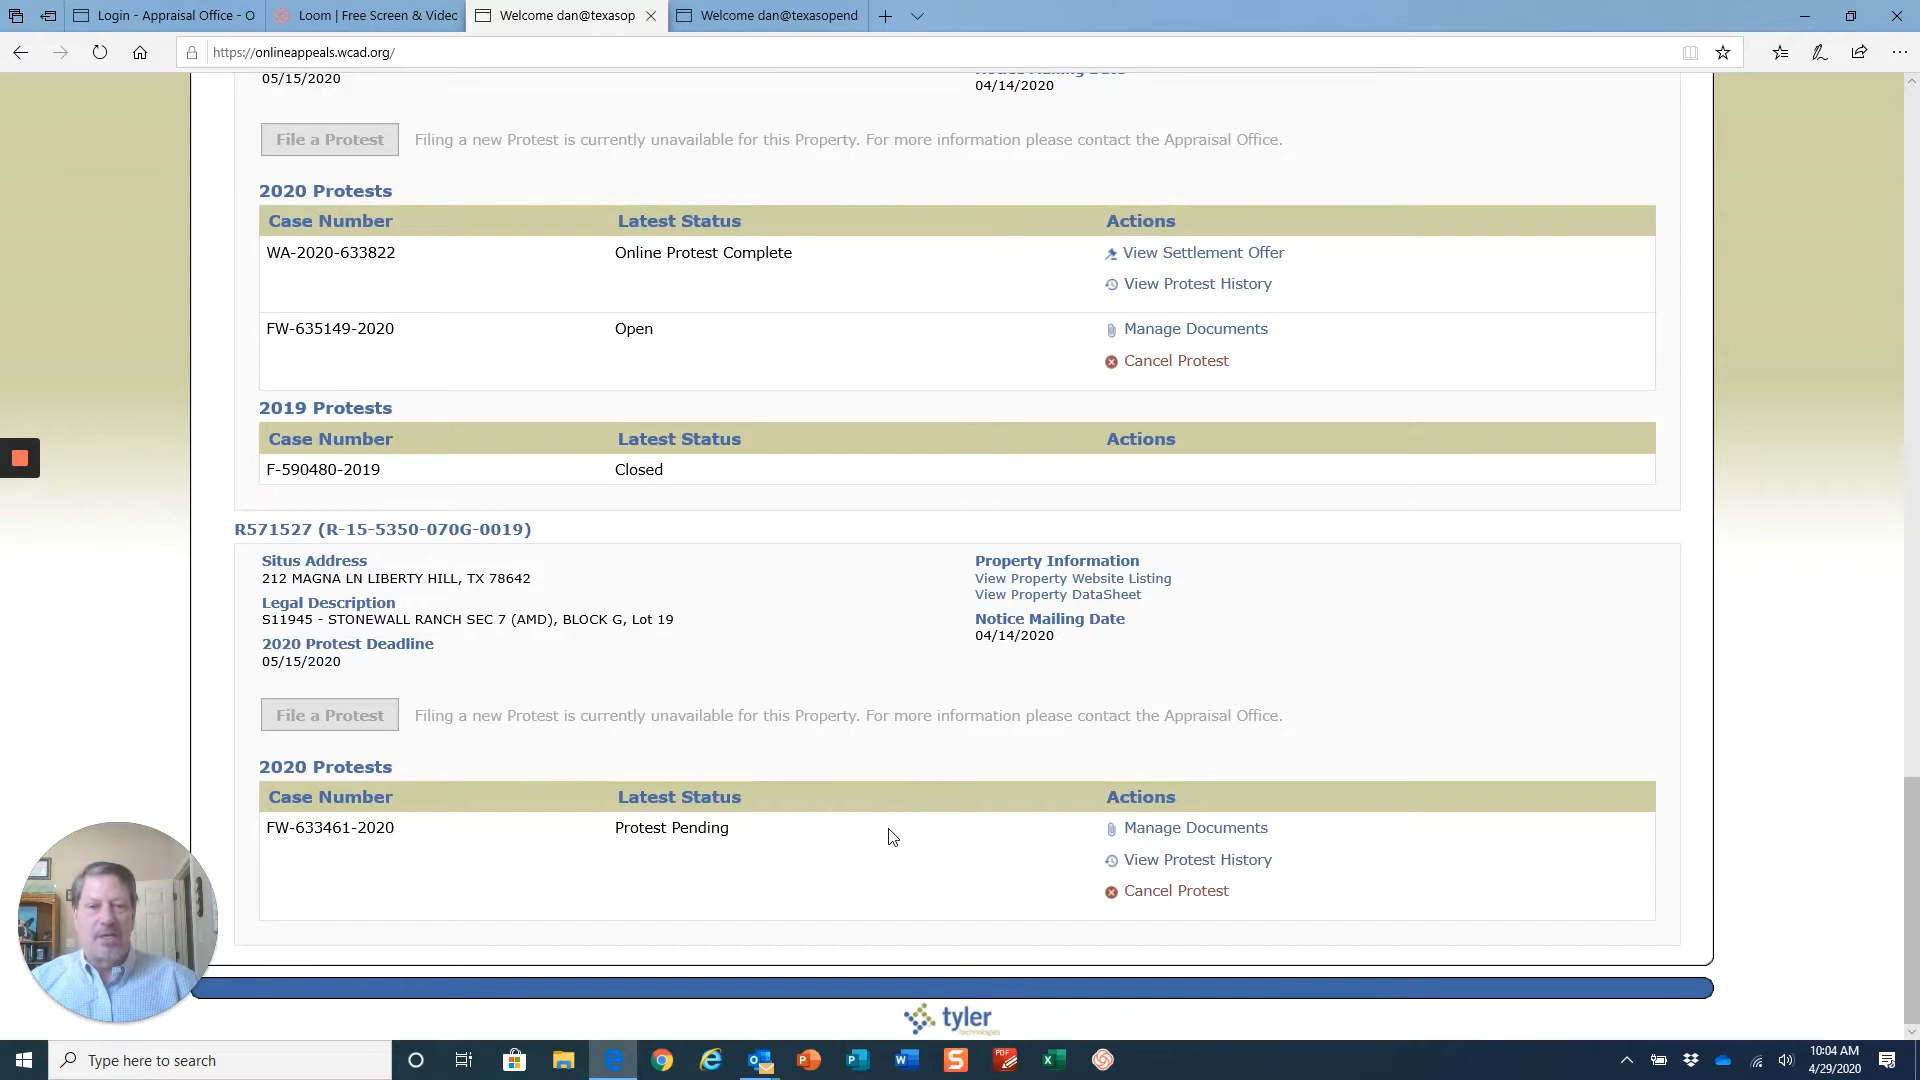 Login - Appraisal Office - O
Loom | Free Screen & Video
Welcome dan@texasop
Welcome dan@texasopend
https://onlineappeals.wcad.org/
05/15/2020
Notice Mailing Date
04/14/2020
File a Protest
Filing a new Protest is currently unavailable for this Property. For more information please contact the Appraisal Office.
2020 Protests
Case Number Latest Status Actions
WA-2020-633822 Online Protest Complete View Settlement Offer
View Protest History
FW-635149-2020 Open Manage Documents
Cancel Protest
2019 Protests
Case Number Latest Status Actions
F-590480-2019 Closed
R571527 (R-15-5350-070G-0019)
Situs Address
212 MAGNA LN LIBERTY HILL, TX 78642
Legal Description
S11945 - STONEWALL RANCH SEC 7 (AMD), BLOCK G, Lot 19
2020 Protest Deadline
05/15/2020
Property Information
View Property Website Listing
View Property DataSheet
Notice Mailing Date
04/14/2020
File a Protest
Filing a new Protest is currently unavailable for this Property. For more information please contact the Appraisal Office.
2020 Protests
Case Number Latest Status Actions
FW-633461-2020 Protest Pending Manage Documents
View Protest History
Cancel Protest
tyler
technologies
Type here to search
10:04 AM
4/29/2020